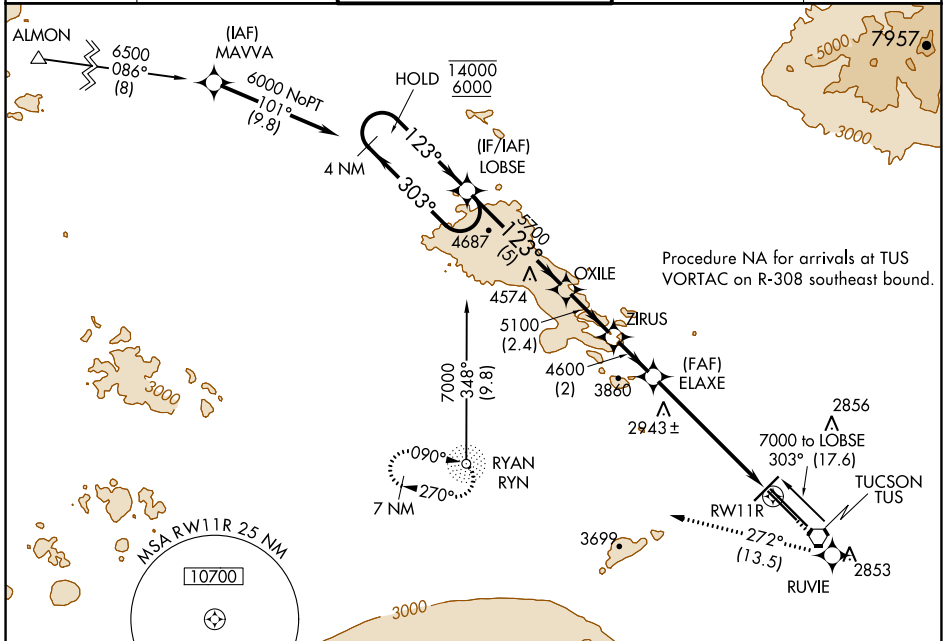 ALMON
6500
086°
(8)
(IAF)
MAVVA
6000 NoPT
101°
(9.8)
HOLD
14000
6000
7957
5000
3000
4 NM
123°
303°
(IF/IAF)
LOBSE
4687
5700
123°
(5)
4574
OXILE
Procedure NA for arrivals at TUS
VORTAC on R-308 southeast bound.
5100
(2.4)
ZIRUS
4600
(2)
3860
(FAF)
ELAXE
2943±
3000
7000
348°
(9.8)
090°
270°
7 NM
RYAN
RYN
2856
7000 to LOBSE
303° (17.6)
TUCSON
TUS
RW11R
272°
(13.5)
3699
2853
RUVIE
MSA RW11R 25 NM
10700
3000